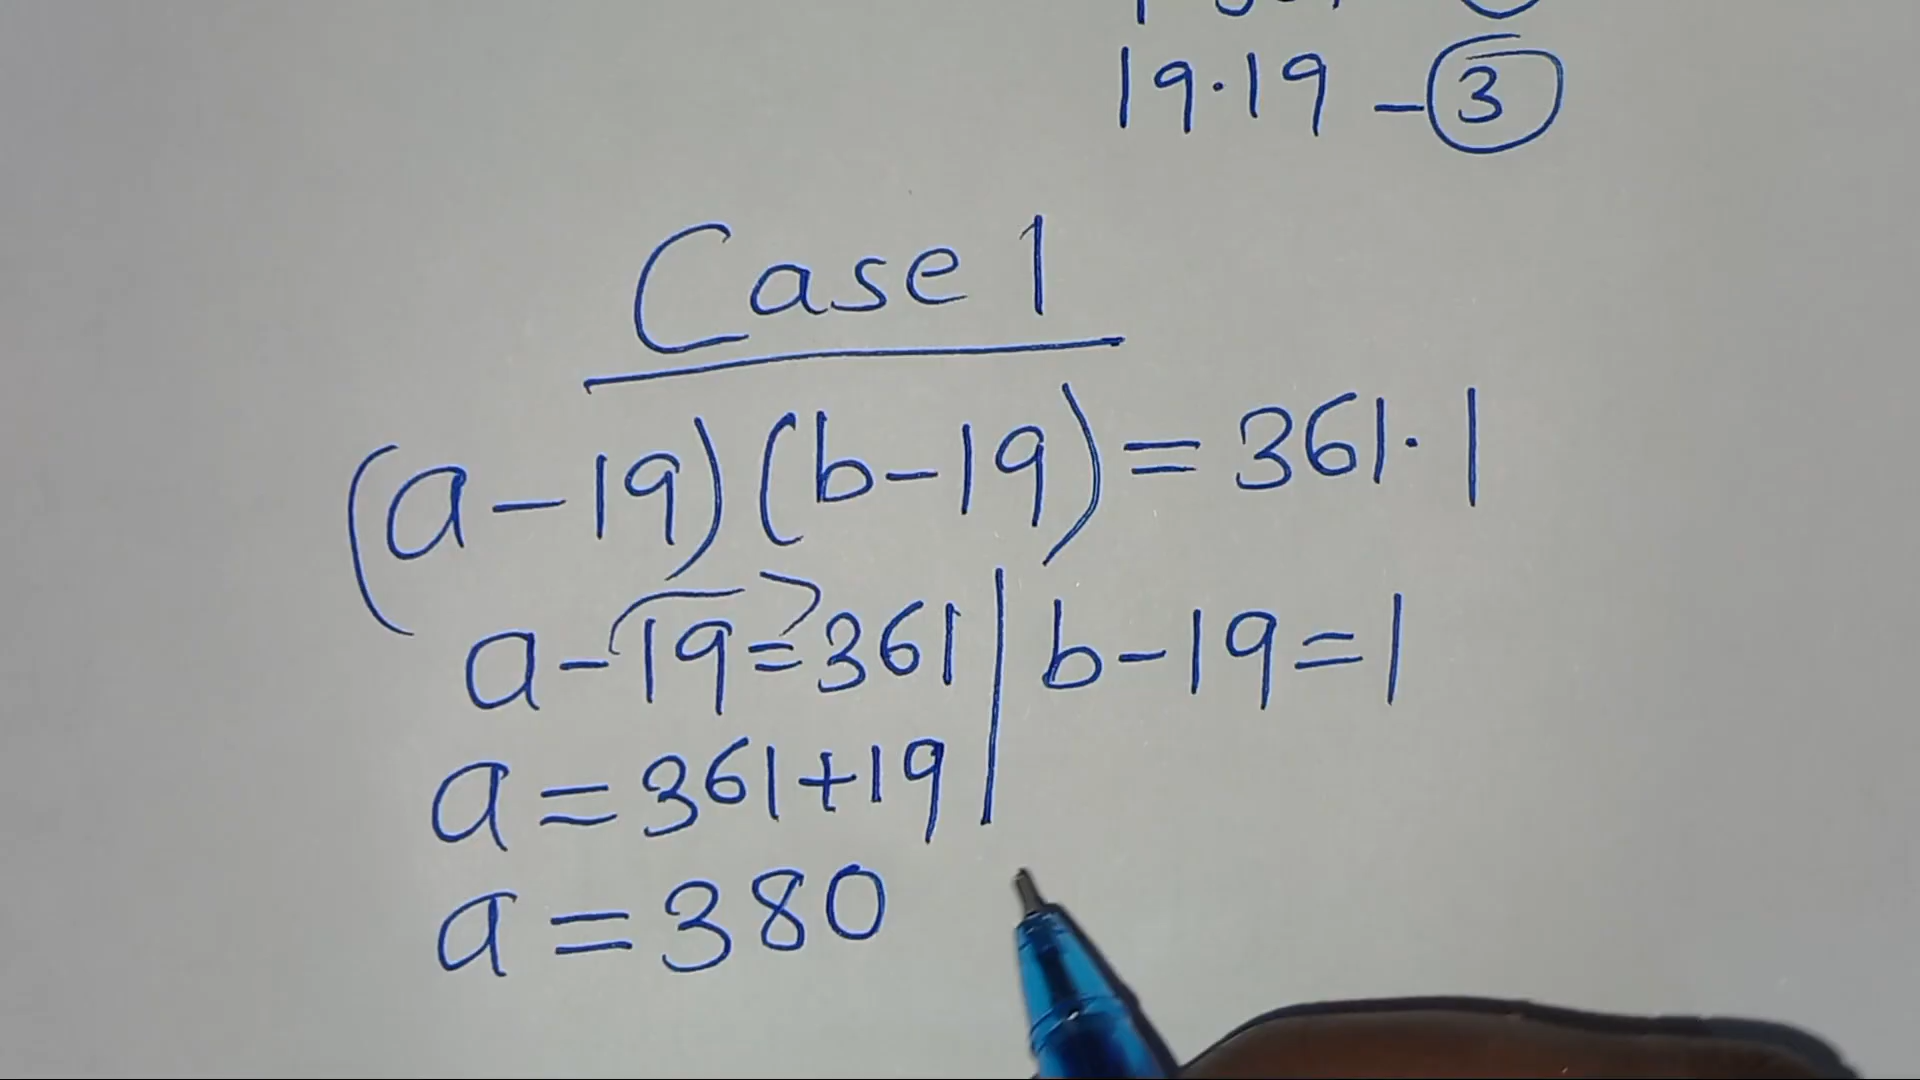 19·19 - 3
Case 1
(a-19)(b-19)=361·1
a-19=361 | b-19=1
a=361+19
a=380